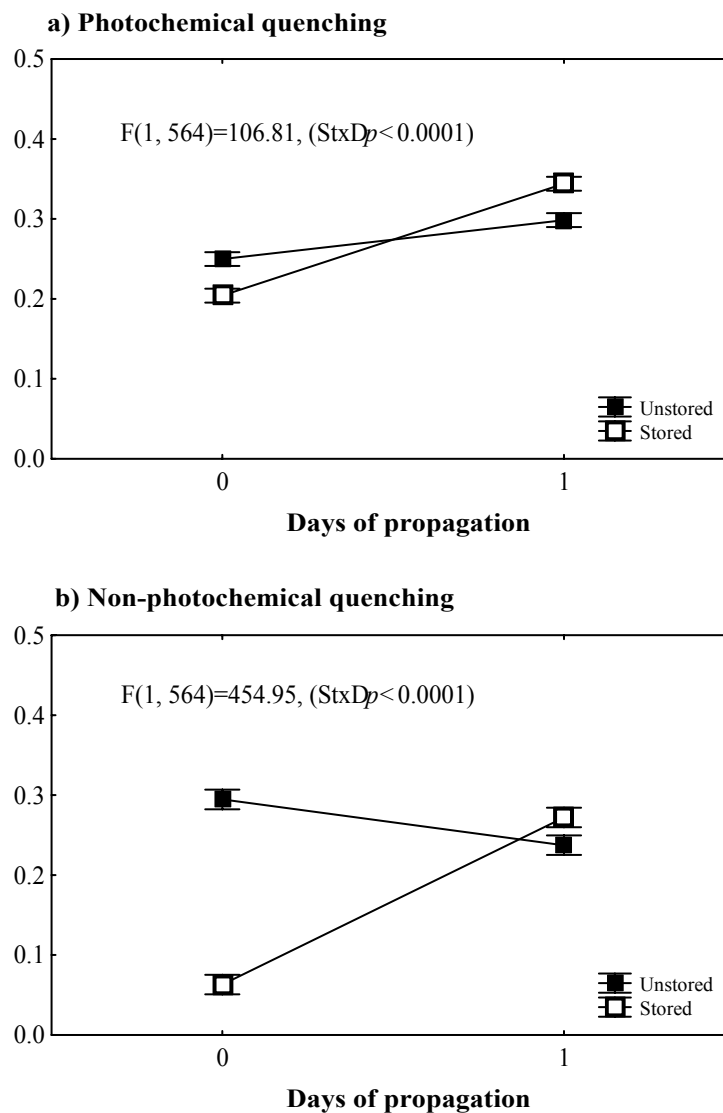 a) Photochemical quenching
0.5
0.4
0.3
0.2
0.1
0.0
F(1, 564)=106.81, (StxDp<0.0001)
Unstored
Stored
0 1
Days of propagation
b) Non-photochemical quenching
0.5
0.4
0.3
0.2
0.1
0.0
F(1, 564)=454.95, (StxDp<0.0001)
Unstored
Stored
0 1
Days of propagation